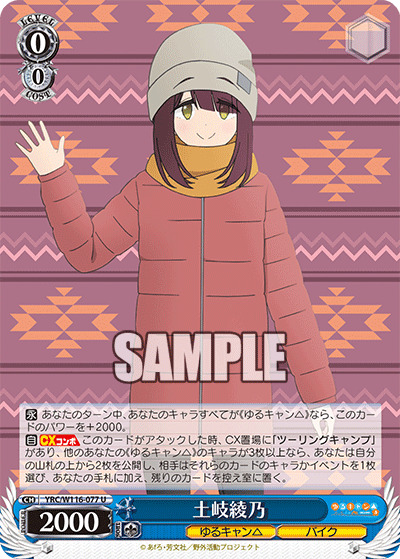 LEVEL
0
0
COST
SAMPLE
永 あなたのターン中、あなたのキャラすべてが《ゆるキャン△》なら、このカー
ドのパワーを＋2000。
自 CXコンボ このカードがアタックした時、CX置場に「ツーリングキャンプ」
があり、他のあなたの《ゆるキャン△》のキャラが3枚以上なら、あなたは自分
の山札の上から2枚を公開し、相手はそれらのカードのキャラかイベントを1枚
選び、あなたの手札に加え、残りのカードを控室に置く。
CH YRC/W116-077 U
2000
土岐綾乃
ゆるキャン△
ゆるキャン△ バイク
©あfろ・芳文社／野外活動プロジェクト